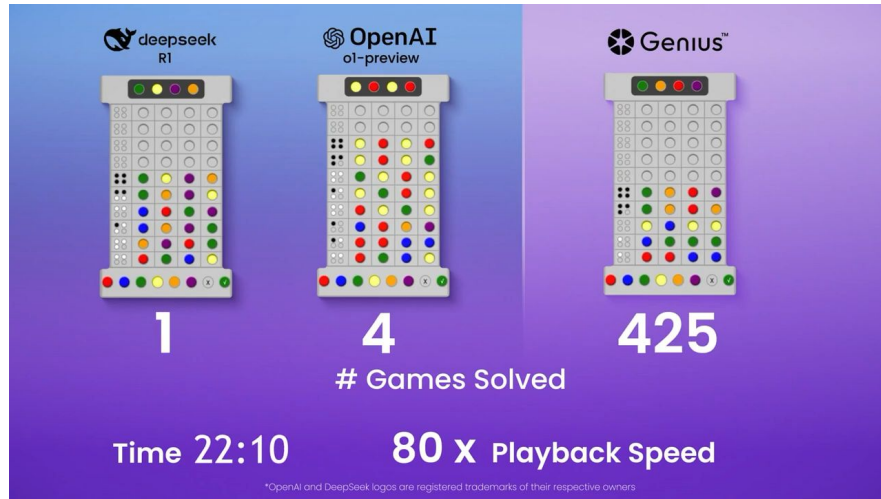 deepseek
R1
OpenAI
o1-preview
Genius™
x √
x √
x √
1
4
425
# Games Solved
Time 22:10
80 x Playback Speed
*OpenAI and DeepSeek logos are registered trademarks of their respective owners